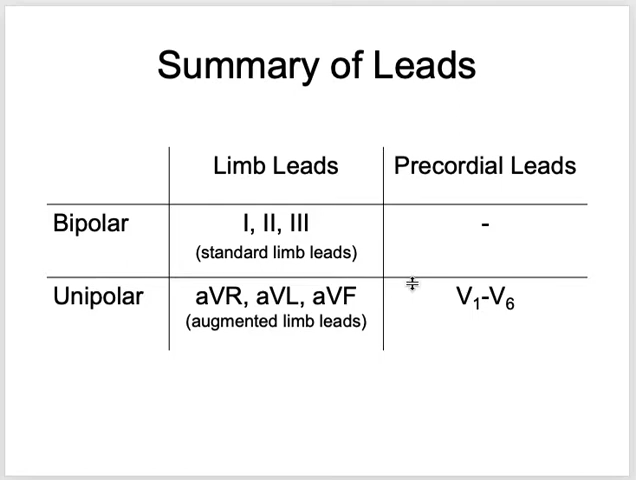 Summary of Leads
Limb Leads Precordial Leads
Bipolar I, II, III -
(standard limb leads)
Unipolar aVR, aVL, aVF V₁-V₆
(augmented limb leads)